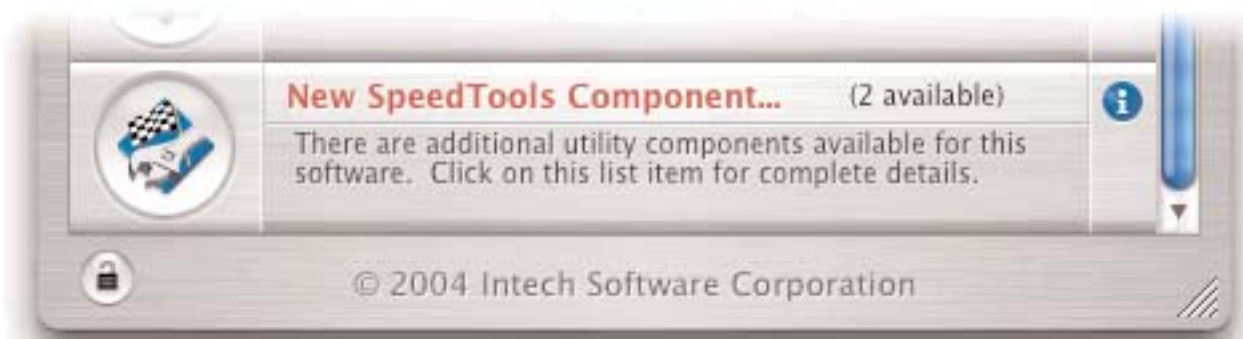 New SpeedTools Component... (2 available)
There are additional utility components available for this
software.  Click on this list item for complete details.
© 2004 Intech Software Corporation